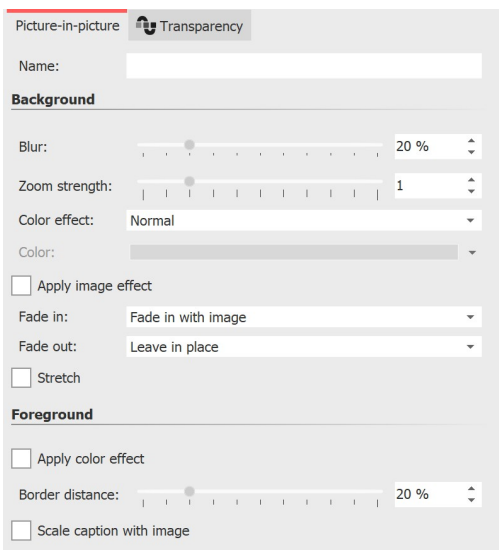 Picture-in-picture Transparency
Name:
Background
Blur: 20 %
Zoom strength: 1
Color effect: Normal
Color:
Apply image effect
Fade in: Fade in with image
Fade out: Leave in place
Stretch
Foreground
Apply color effect
Border distance: 20 %
Scale caption with image